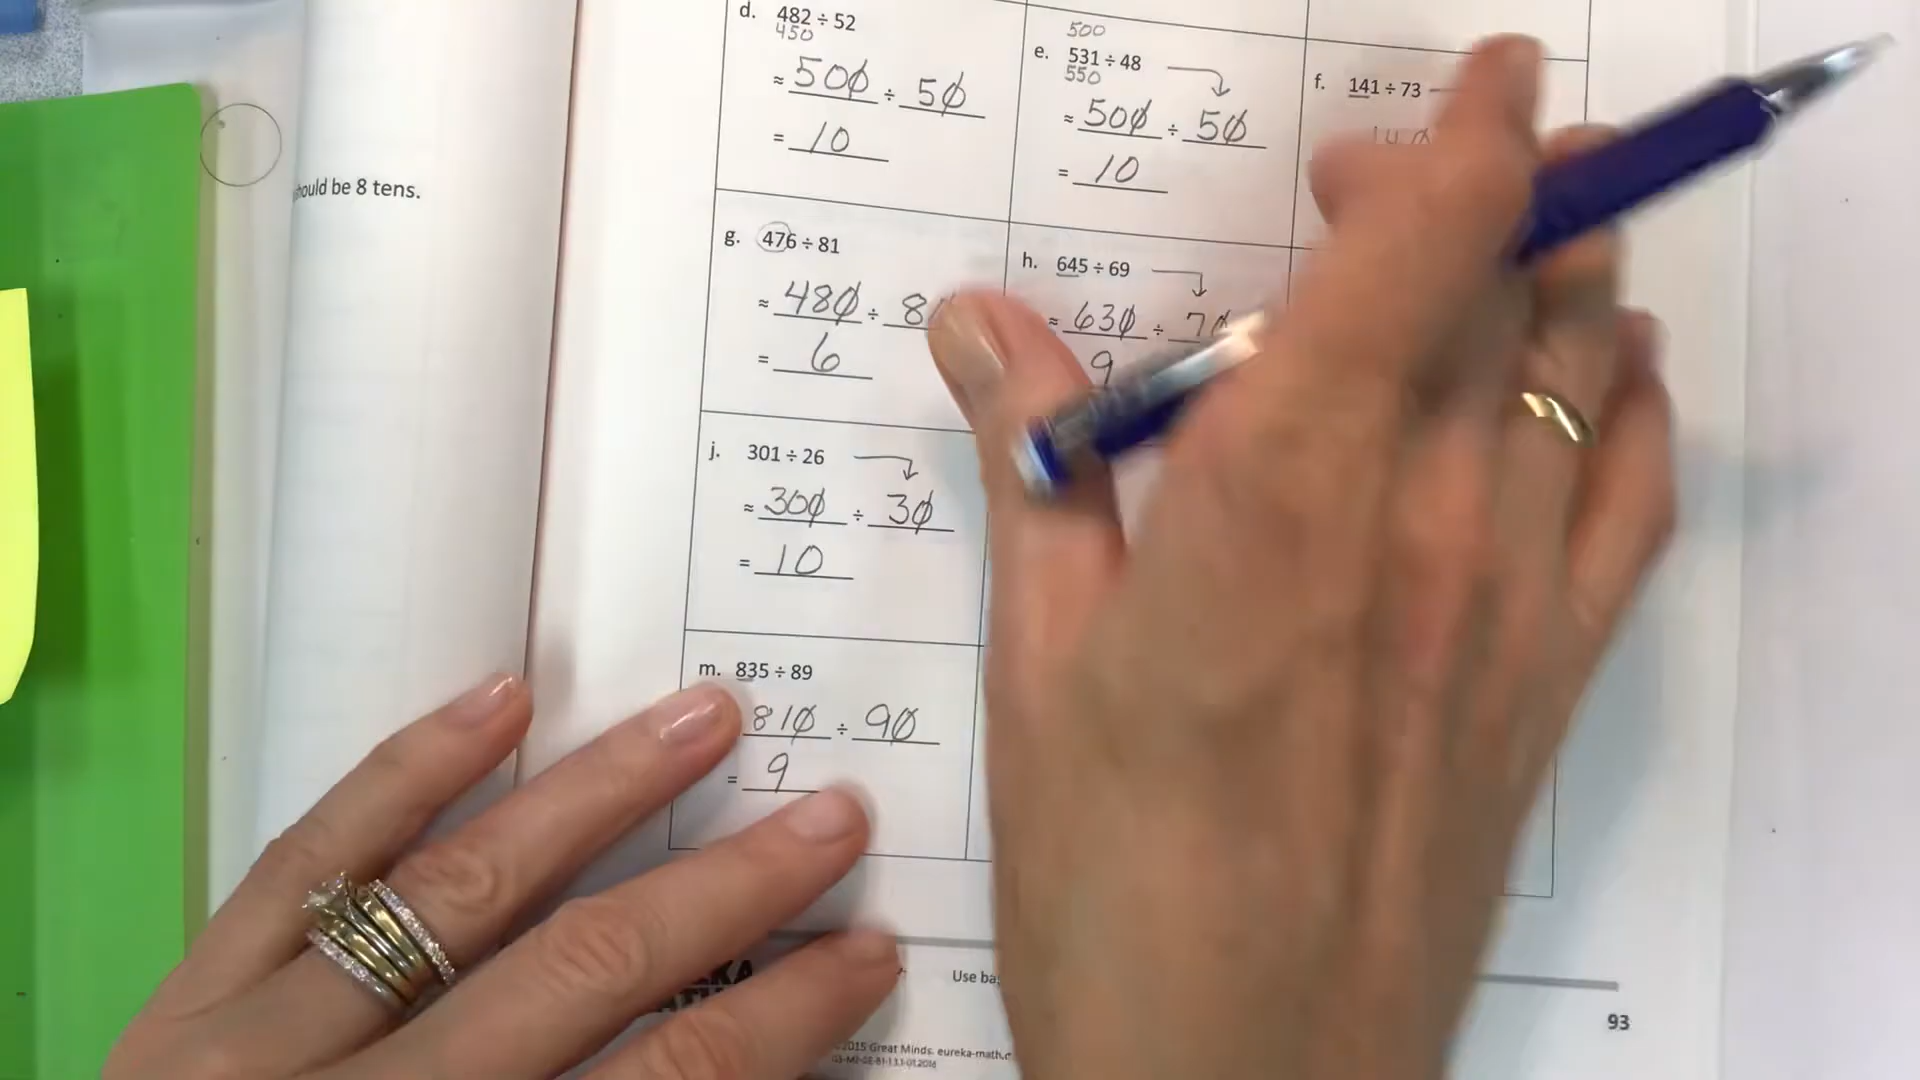 should be 8 tens.
d. 482 ÷ 52
450
≈ 500 ÷ 50
= 10
500
e. 531 ÷ 48
550
≈ 500 ÷ 50
= 10
f. 141 ÷ 73
140
g. 476 ÷ 81
≈ 480 ÷ 80
= 6
h. 645 ÷ 69
≈ 630 ÷ 70
9
j. 301 ÷ 26
≈ 300 ÷ 30
= 10
m. 835 ÷ 89
810 ÷ 90
= 9
Use
93
2015 Great Minds. eureka-math.